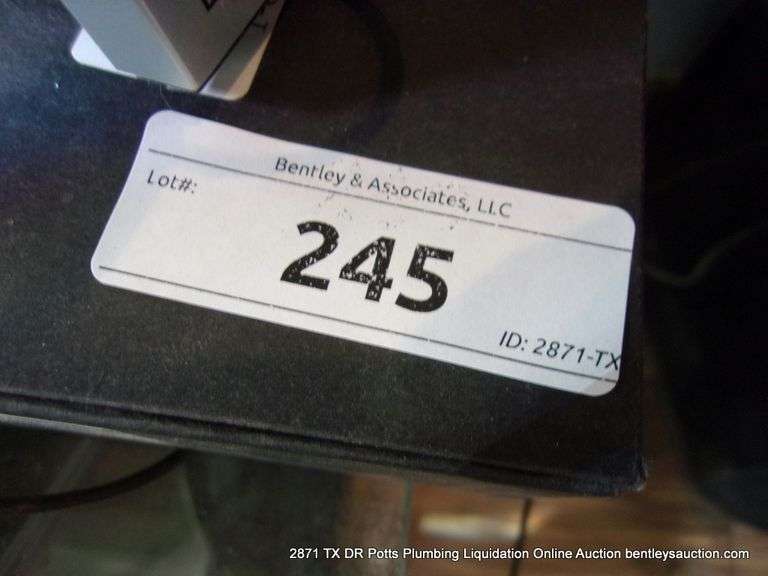 Bentley & Associates, LLC
Lot#:
245
ID: 2871-TX
2871 TX DR Potts Plumbing Liquidation Online Auction bentleysauction.com